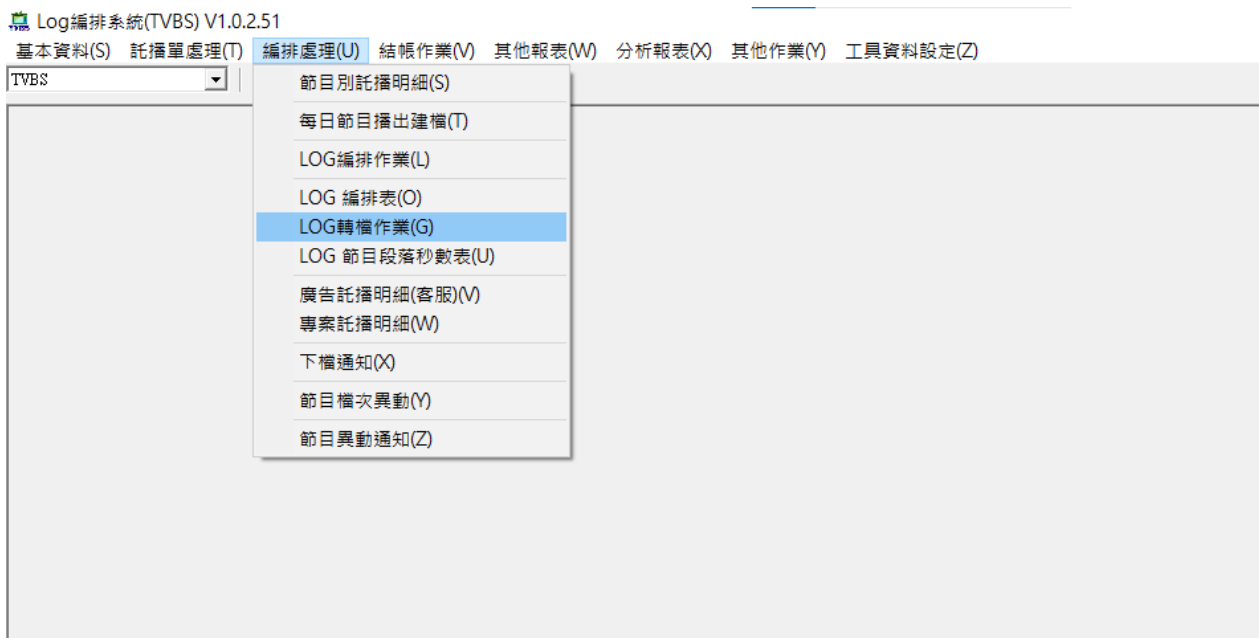 Log編排系統(TVBS) V1.0.2.51
基本資料(S) 託播單處理(T) 編排處理(U) 結帳作業(V) 其他報表(W) 分析報表(X) 其他作業(Y) 工具資料設定(Z)
TVBS
節目別託播明細(S)
每日節目播出建檔(T)
LOG編排作業(L)
LOG 編排表(O)
LOG轉檔作業(G)
LOG 節目段落秒數表(U)
廣告託播明細(客服)(V)
專案託播明細(W)
下檔通知(X)
節目檔次異動(Y)
節目異動通知(Z)